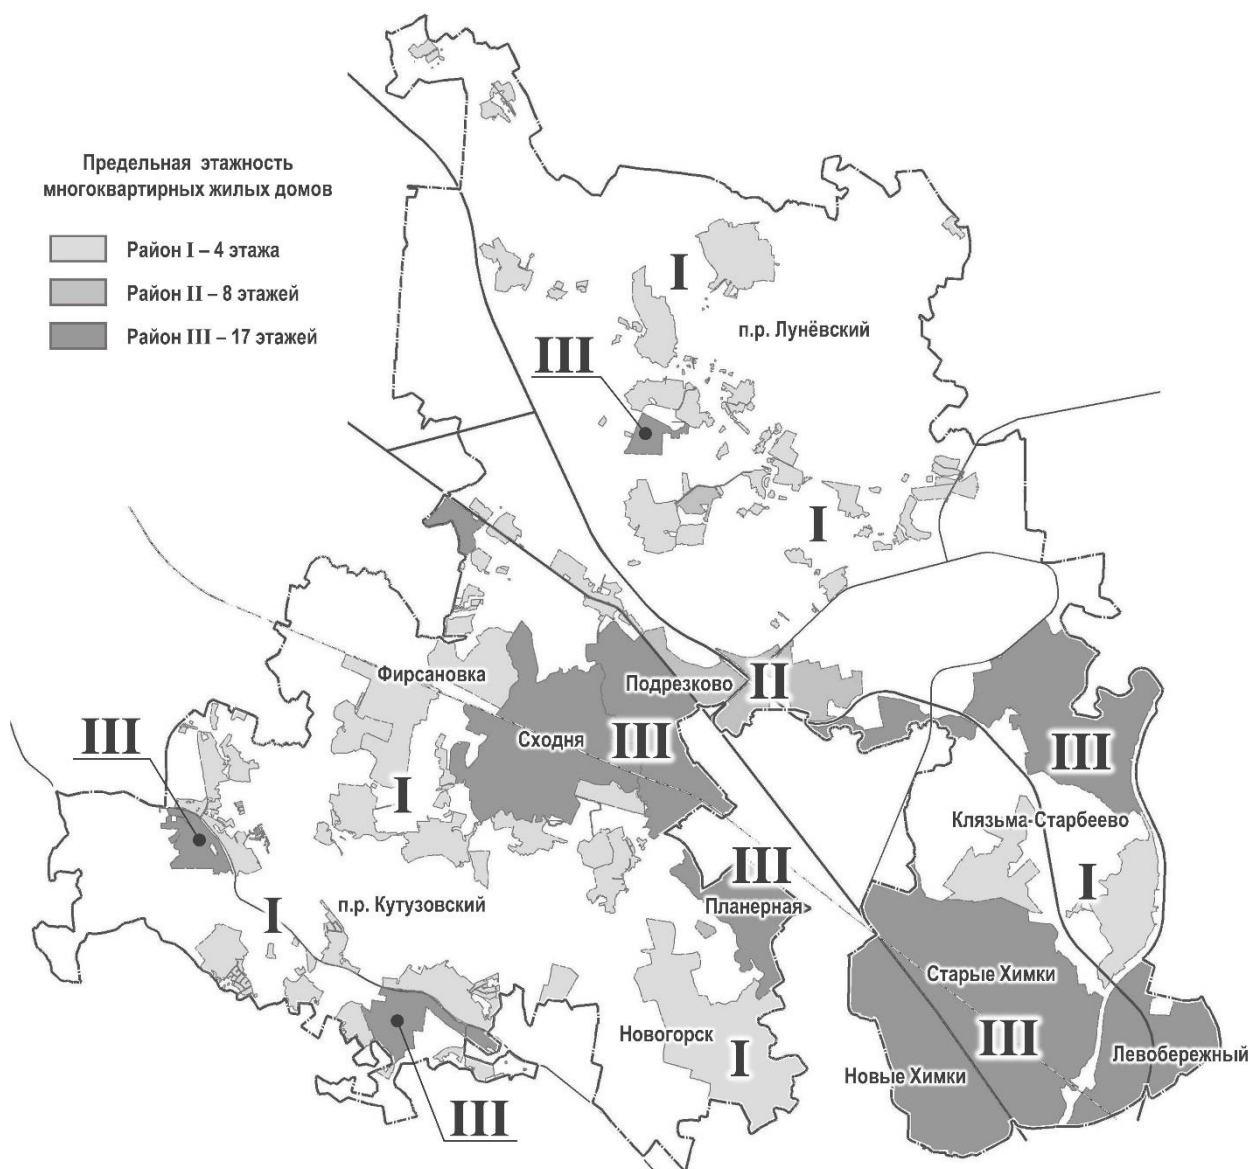 Предельная этажность
многоквартирных жилых домов
Район I – 4 этажа
Район II – 8 этажей
Район III – 17 этажей
I
п.р. Лунёвский
III
I
Фирсановка
Подрезково
II
Сходня
III
III
III
I
Клязьма-Старбеево
III
I
Планерная
п.р. Кутузовский
I
Старые Химки
Новогорск
III
I
Левобережный
Новые Химки
III